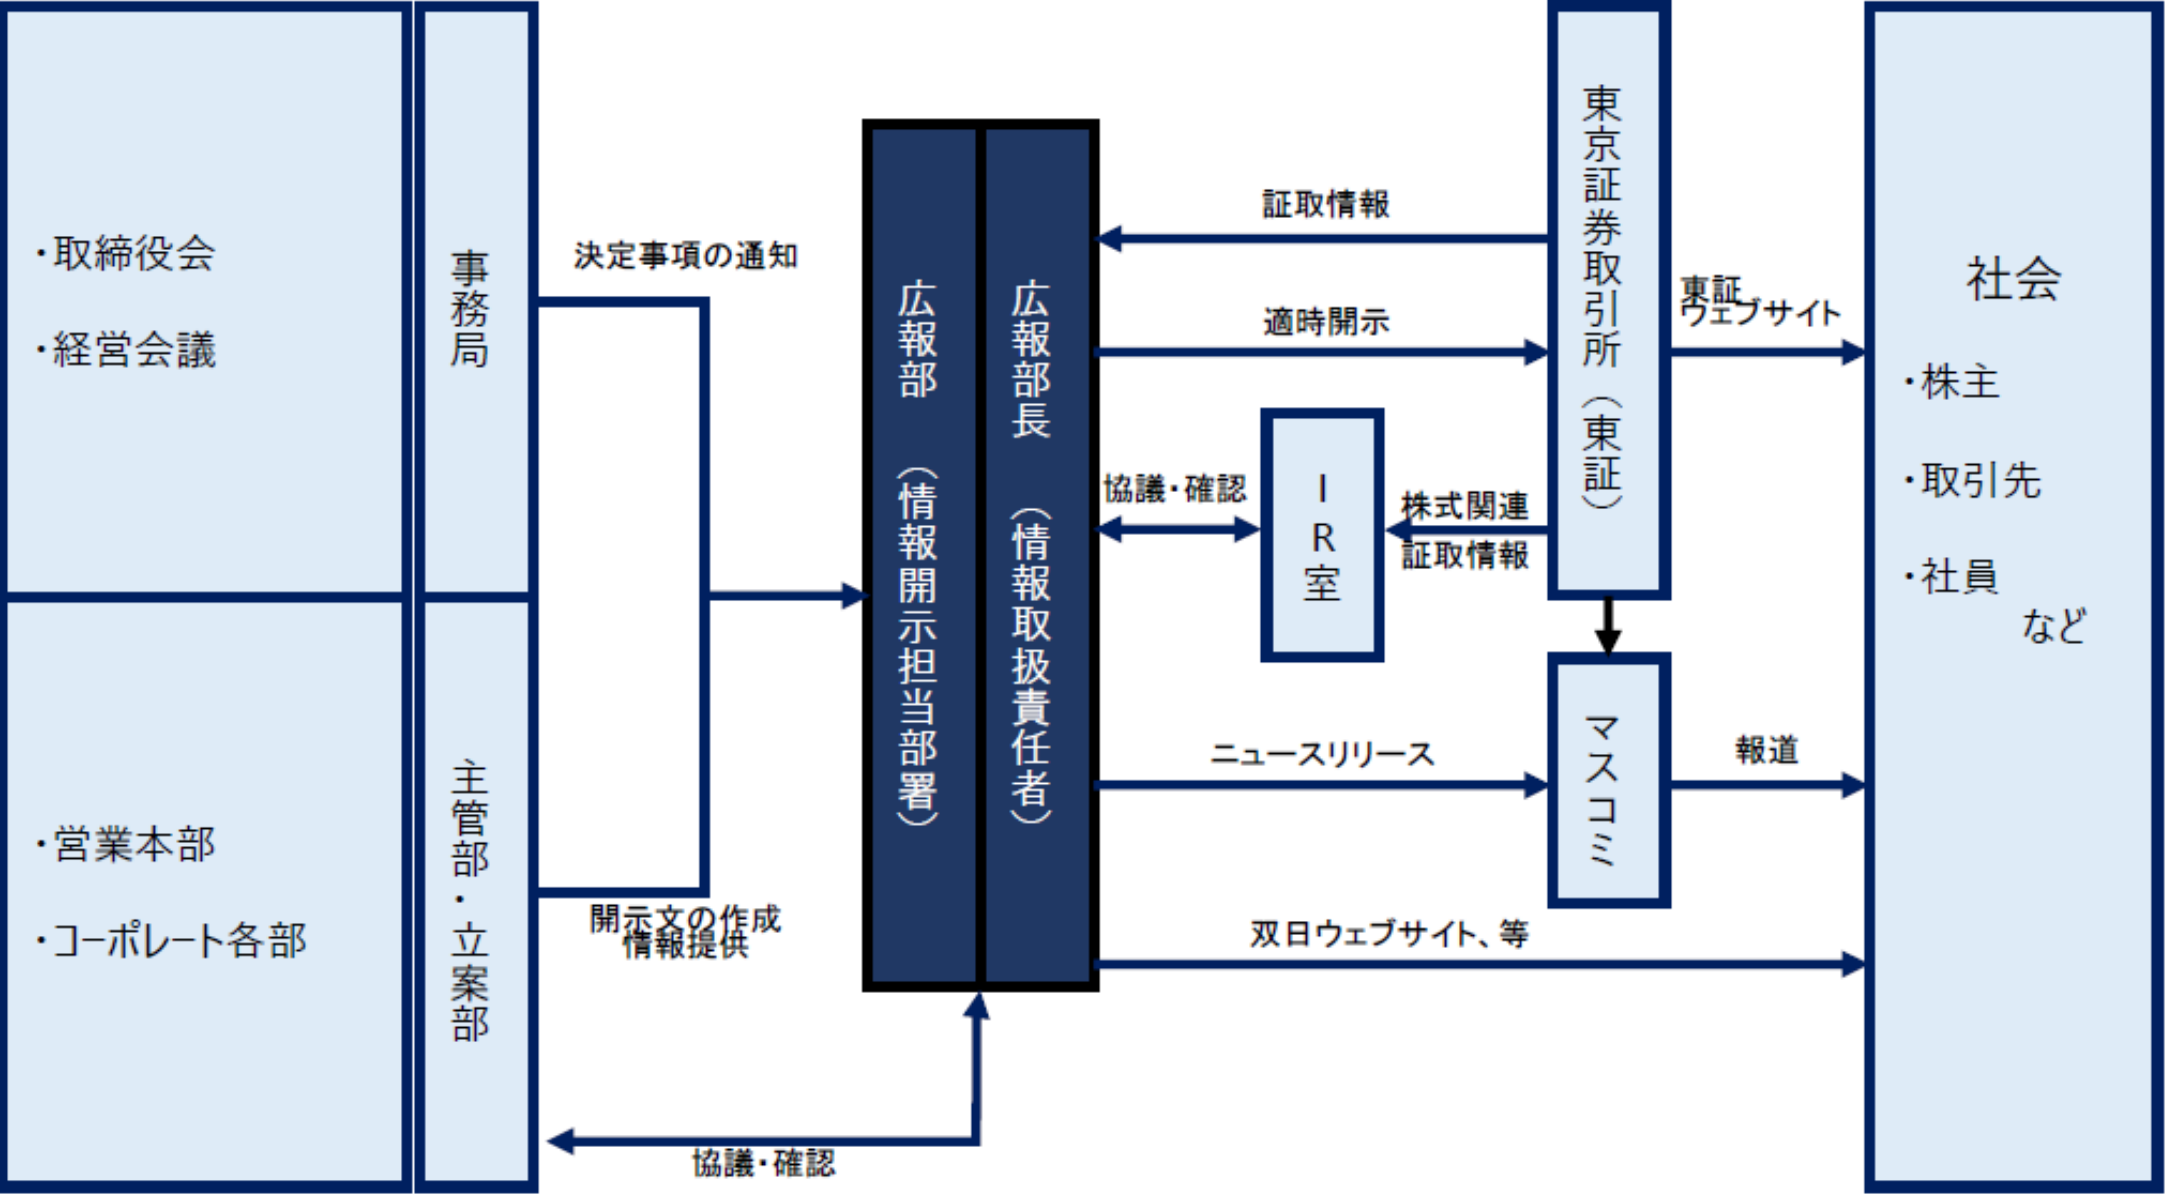 ・取締役会
・経営会議
事務局
・営業本部
・コーポレート各部
主管部・立案部
決定事項の通知
開示文の作成
情報提供
協議・確認
広報部 （情報開示担当部署）
広報部長 （情報取扱責任者）
証取情報
適時開示
協議・確認
IR室
株式関連
証取情報
ニュースリリース
双日ウェブサイト、等
東京証券取引所（東証）
マスコミ
東証
ウェブサイト
報道
社会
・株主
・取引先
・社員
など